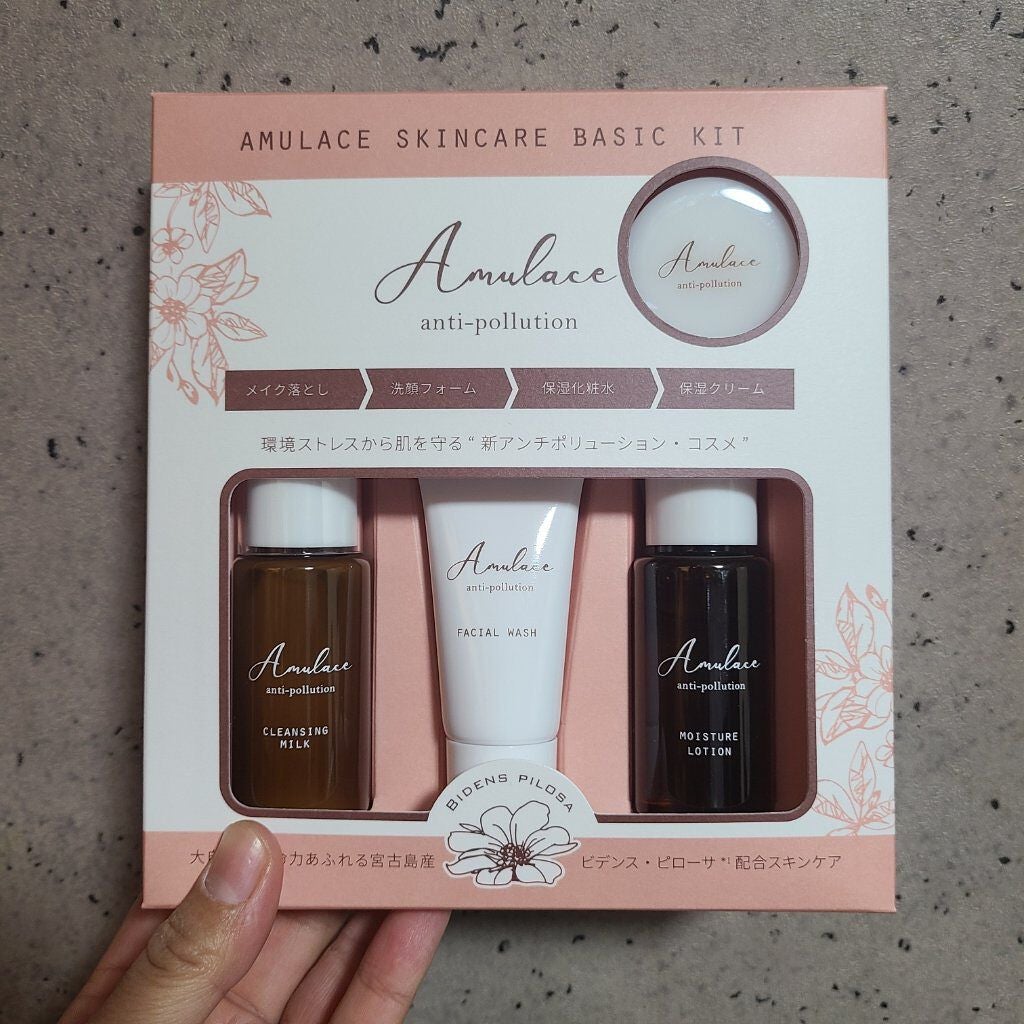 AMULACE SKINCARE BASIC KIT
Amulace
anti-pollution
Amulace
anti-pollution
メイク落とし 洗顔フォーム 保湿化粧水 保湿クリーム
環境ストレスから肌を守る“新アンチポリューション・コスメ”
Amulace
anti-pollution
CLEANSING
MILK
Amulace
anti-pollution
FACIAL WASH
Amulace
anti-pollution
MOISTURE
LOTION
BIDENS PILOSA
力あふれる宮古島産
ビデンス・ピローサ*1配合スキンケア